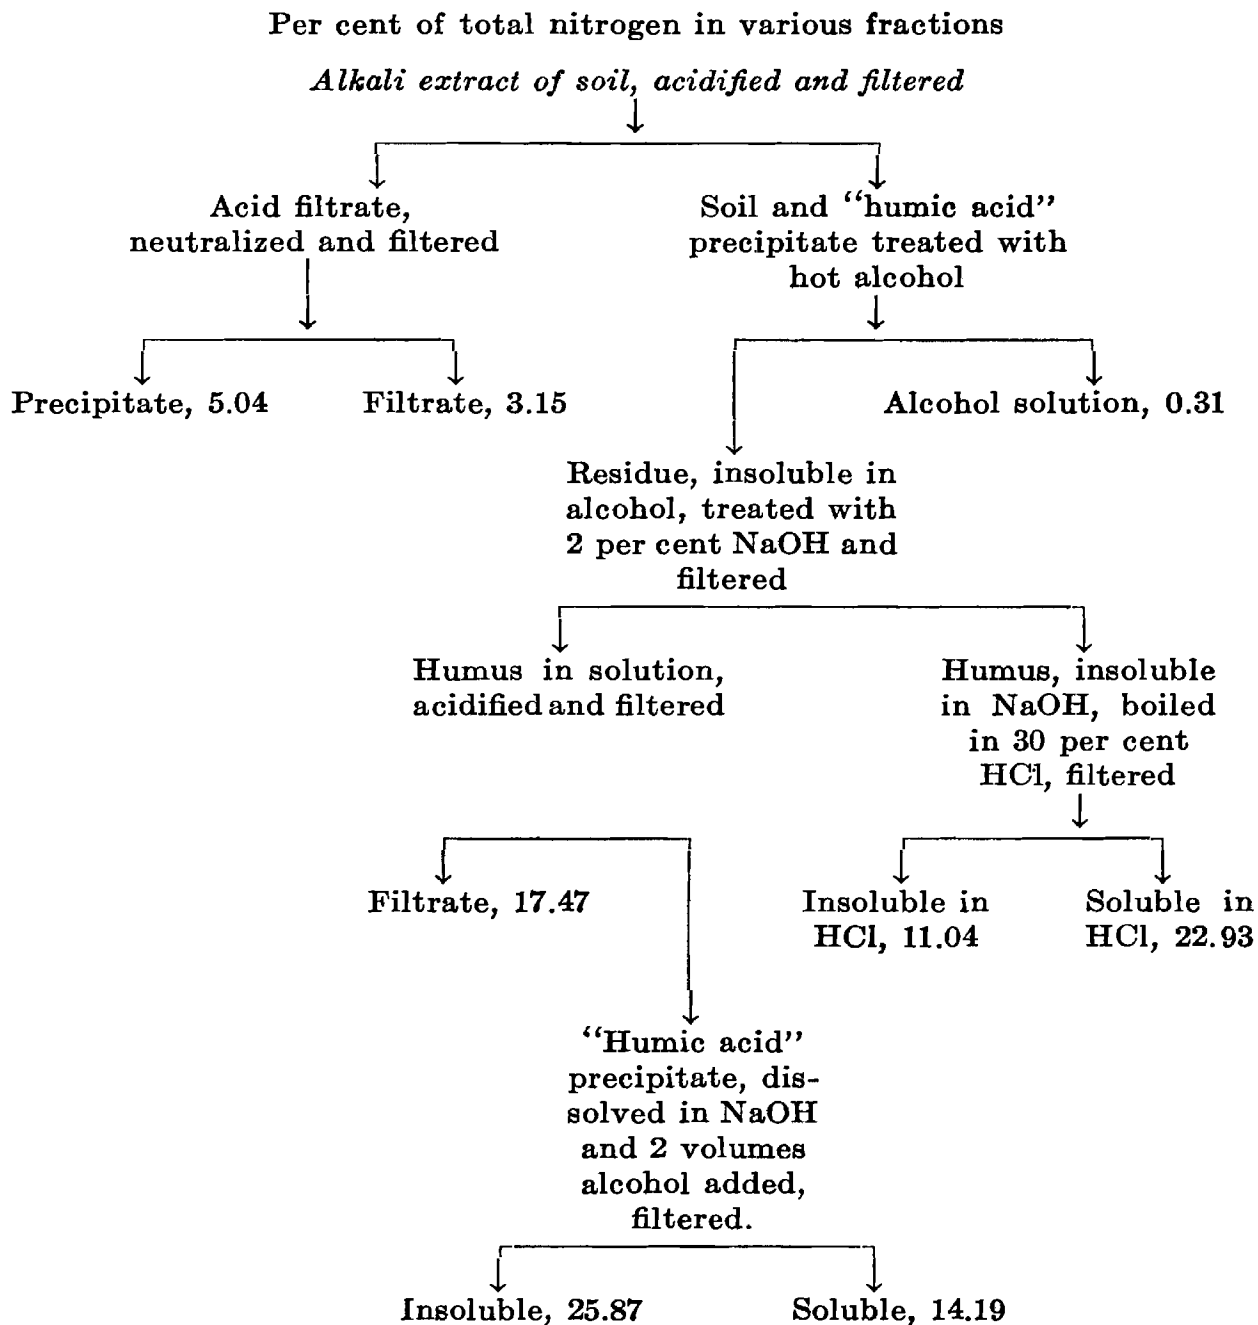 Per cent of total nitrogen in various fractions
Alkali extract of soil, acidified and filtered
Acid filtrate,
neutralized and filtered
Soil and “humic acid”
precipitate treated with
hot alcohol
Precipitate, 5.04
Filtrate, 3.15
Alcohol solution, 0.31
Residue, insoluble in
alcohol, treated with
2 per cent NaOH and
filtered
Humus in solution,
acidified and filtered
Humus, insoluble
in NaOH, boiled
in 30 per cent
HCl, filtered
Filtrate, 17.47
Insoluble in
HCl, 11.04
Soluble in
HCl, 22.93
“Humic acid”
precipitate, dis-
solved in NaOH
and 2 volumes
alcohol added,
filtered.
Insoluble, 25.87
Soluble, 14.19